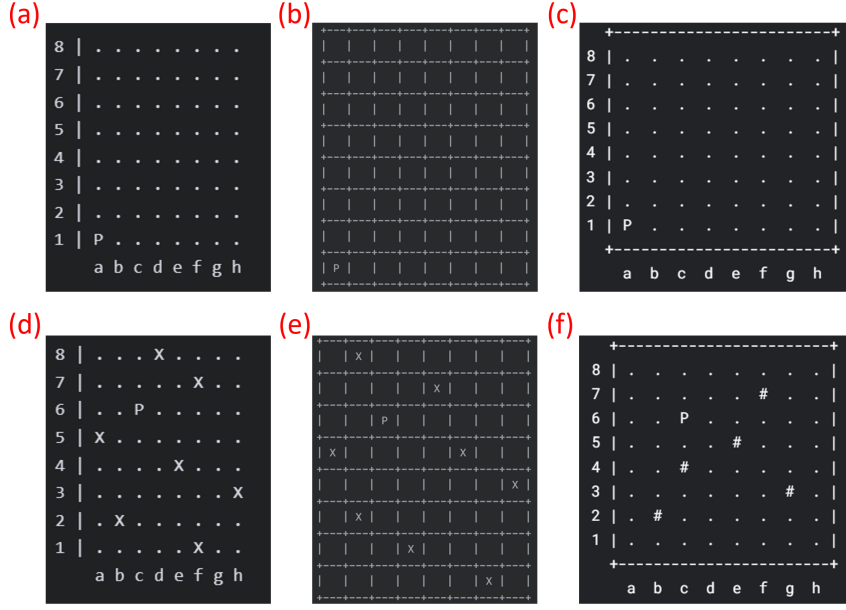 (a)
8 | . . . . . . . .
7 | . . . . . . . .
6 | . . . . . . . .
5 | . . . . . . . .
4 | . . . . . . . .
3 | . . . . . . . .
2 | . . . . . . . .
1 | P . . . . . . .
a b c d e f g h
(b)
+---+---+---+---+---+---+---+---+
|   |   |   |   |   |   |   |   |
+---+---+---+---+---+---+---+---+
|   |   |   |   |   |   |   |   |
+---+---+---+---+---+---+---+---+
|   |   |   |   |   |   |   |   |
+---+---+---+---+---+---+---+---+
|   |   |   |   |   |   |   |   |
+---+---+---+---+---+---+---+---+
|   |   |   |   |   |   |   |   |
+---+---+---+---+---+---+---+---+
|   |   |   |   |   |   |   |   |
+---+---+---+---+---+---+---+---+
|   |   |   |   |   |   |   |   |
+---+---+---+---+---+---+---+---+
| P |   |   |   |   |   |   |   |
+---+---+---+---+---+---+---+---+
(c)
+------------------------+
8 | . . . . . . . . |
7 | . . . . . . . . |
6 | . . . . . . . . |
5 | . . . . . . . . |
4 | . . . . . . . . |
3 | . . . . . . . . |
2 | . . . . . . . . |
1 | P . . . . . . . |
+------------------------+
a b c d e f g h
(d)
8 | . . . X . . . .
7 | . . . . . X . .
6 | . . P . . . . .
5 | X . . . . . . .
4 | . . . . X . . .
3 | . . . . . . . X
2 | . X . . . . . .
1 | . . . . . X . .
a b c d e f g h
(e)
+---+---+---+---+---+---+---+---+
|   | X |   |   |   |   |   |   |
+---+---+---+---+---+---+---+---+
|   |   |   |   | X |   |   |   |
+---+---+---+---+---+---+---+---+
|   |   | P |   |   |   |   |   |
+---+---+---+---+---+---+---+---+
| X |   |   |   |   | X |   |   |
+---+---+---+---+---+---+---+---+
|   |   |   |   |   |   |   | X |
+---+---+---+---+---+---+---+---+
|   | X |   |   |   |   |   |   |
+---+---+---+---+---+---+---+---+
|   |   |   | X |   |   |   |   |
+---+---+---+---+---+---+---+---+
|   |   |   |   |   |   | X |   |
+---+---+---+---+---+---+---+---+
(f)
+------------------------+
8 | . . . . . . . . |
7 | . . . . . # . . |
6 | . . P . . . . . |
5 | . . . . # . . . |
4 | . . # . . . . . |
3 | . . . . . . # . |
2 | . # . . . . . . |
1 | . . . . . . . . |
+------------------------+
a b c d e f g h